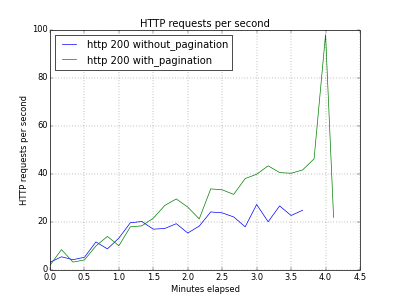 HTTP requests per second
100
http 200 without_pagination
http 200 with_pagination
80
60
40
20
0
HTTP requests per second
0.0 0.5 1.0 1.5 2.0 2.5 3.0 3.5 4.0 4.5
Minutes elapsed